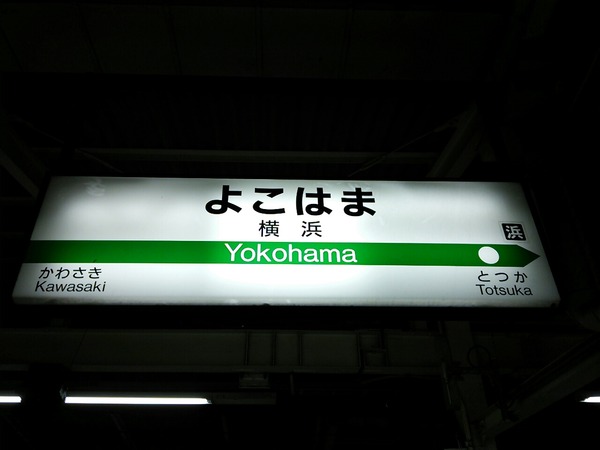 よこはま
横浜
浜
Yokohama
かわさき
Kawasaki
とつか
Totsuka